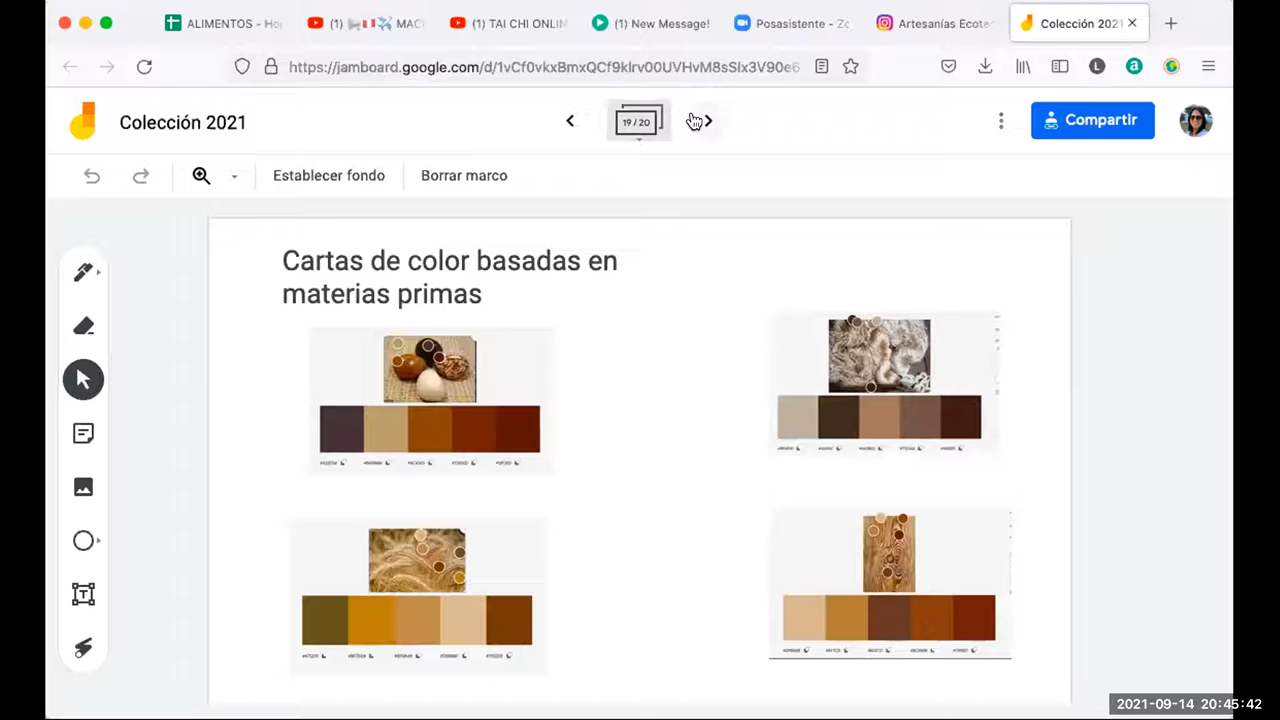 ALIMENTOS - Ho
(1) 
(1) TAI CHI ONLIN
(1) New Message!
Posasistente - Zo
Artesanías Ecote
Colección 2021
https://jamboard.google.com/d/1vCf0vkxBmxQCf9klrv00UVHvM8sSlx3V90e6
Colección 2021
19 / 20
Compartir
Establecer fondo
Borrar marco
Cartas de color basadas en
materias primas
2021-09-14 20:45:42